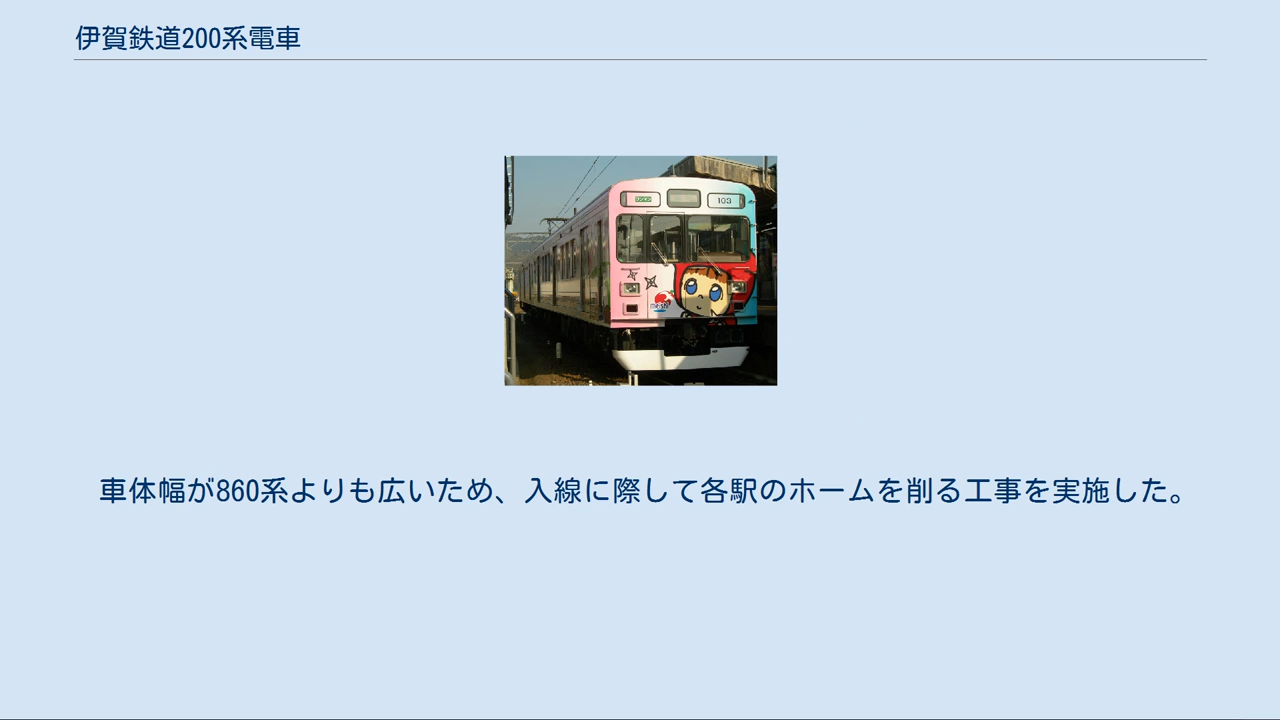 伊賀鉄道200系電車
103
車体幅が860系よりも広いため、入線に際して各駅のホームを削る工事を実施した。